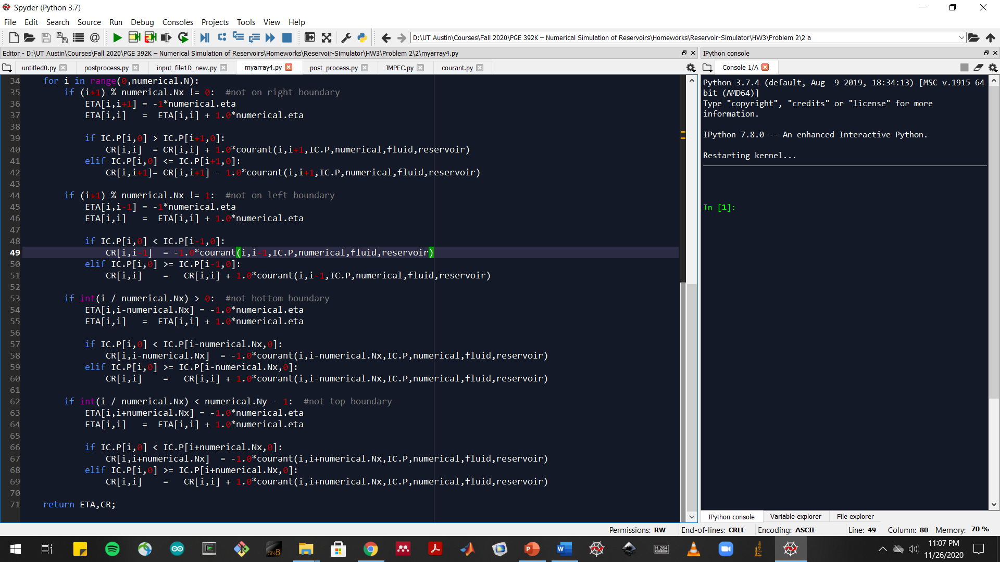 Spyder (Python 3.7)
File Edit Search Source Run Debug Consoles Projects Tools View Help
D:\UT Austin\Courses\Fall 2020\PGE 392K – Numerical Simulation of Reservoirs\Homeworks\Reservoir-Simulator\HW3\Problem 2\2 a
Editor - D:\UT Austin\Courses\Fall 2020\PGE 392K – Numerical Simulation of Reservoirs\Homeworks\Reservoir-Simulator\HW3\Problem 2\2\myarray4.py
untitled0.py postprocess.py input_file1D_new.py myarray4.py post_process.py IMPEC.py courant.py
34 for i in range(0,numerical.N):
35 if (i+1) % numerical.Nx != 0: #not on right boundary
36 ETA[i,i+1] = -1*numerical.eta
37 ETA[i,i] = ETA[i,i] + 1.0*numerical.eta
38
39 if IC.P[i,0] > IC.P[i+1,0]:
40 CR[i,i] = CR[i,i] + 1.0*courant(i,i+1,IC.P,numerical,fluid,reservoir)
41 elif IC.P[i,0] <= IC.P[i+1,0]:
42 CR[i,i+1]= CR[i,i+1] - 1.0*courant(i,i+1,IC.P,numerical,fluid,reservoir)
43
44 if (i+1) % numerical.Nx != 1: #not on left boundary
45 ETA[i,i-1] = -1*numerical.eta
46 ETA[i,i] = ETA[i,i] + 1.0*numerical.eta
47
48 if IC.P[i,0] < IC.P[i-1,0]:
49 CR[i,i-1] = -1.0*courant(i,i-1,IC.P,numerical,fluid,reservoir)
50 elif IC.P[i,0] >= IC.P[i-1,0]:
51 CR[i,i] = CR[i,i] + 1.0*courant(i,i-1,IC.P,numerical,fluid,reservoir)
52
53 if int(i / numerical.Nx) > 0: #not bottom boundary
54 ETA[i,i-numerical.Nx] = -1.0*numerical.eta
55 ETA[i,i] = ETA[i,i] + 1.0*numerical.eta
56
57 if IC.P[i,0] < IC.P[i-numerical.Nx,0]:
58 CR[i,i-numerical.Nx] = -1.0*courant(i,i-numerical.Nx,IC.P,numerical,fluid,reservoir)
59 elif IC.P[i,0] >= IC.P[i-numerical.Nx,0]:
60 CR[i,i] = CR[i,i] + 1.0*courant(i,i-numerical.Nx,IC.P,numerical,fluid,reservoir)
61
62 if int(i / numerical.Nx) < numerical.Ny - 1: #not top boundary
63 ETA[i,i+numerical.Nx] = -1.0*numerical.eta
64 ETA[i,i] = ETA[i,i] + 1.0*numerical.eta
65
66 if IC.P[i,0] < IC.P[i+numerical.Nx,0]:
67 CR[i,i+numerical.Nx] = -1.0*courant(i,i+numerical.Nx,IC.P,numerical,fluid,reservoir)
68 elif IC.P[i,0] >= IC.P[i+numerical.Nx,0]:
69 CR[i,i] = CR[i,i] + 1.0*courant(i,i+numerical.Nx,IC.P,numerical,fluid,reservoir)
70
71 return ETA,CR;
IPython console
Console 1/A
Python 3.7.4 (default, Aug 9 2019, 18:34:13) [MSC v.1915 64
bit (AMD64)]
Type "copyright", "credits" or "license" for more
information.
IPython 7.8.0 -- An enhanced Interactive Python.
Restarting kernel...
In [1]:
IPython console Variable explorer File explorer
Permissions: RW End-of-lines: CRLF Encoding: ASCII Line: 49 Column: 80 Memory: 70 %
SN8
H.264
11:07 PM
11/26/2020